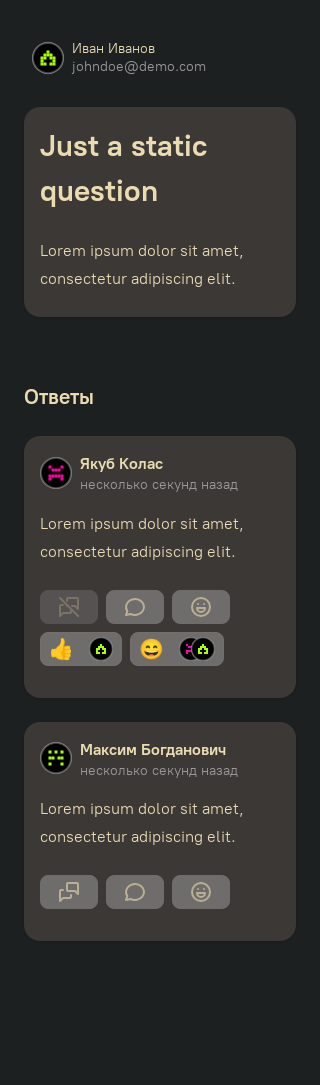 Иван Иванов
johndoe@demo.com
Just a static
question
Lorem ipsum dolor sit amet,
consectetur adipiscing elit.
Ответы
Якуб Колас
несколько секунд назад
Lorem ipsum dolor sit amet,
consectetur adipiscing elit.
Максим Богданович
несколько секунд назад
Lorem ipsum dolor sit amet,
consectetur adipiscing elit.